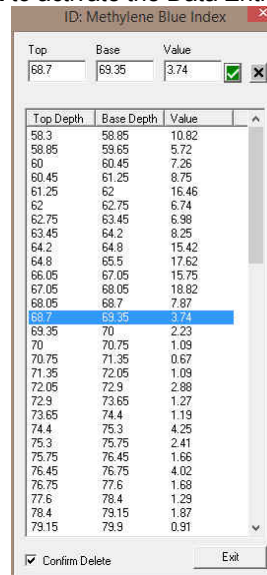 to activate the Data Ent
ID: Methylene Blue Index
Top Base Value
68.7 69.35 3.74
Top Depth Base Depth Value
58.3 58.85 10.82
58.85 59.65 5.72
60 60.45 7.26
60.45 61.25 8.75
61.25 62 16.46
62 62.75 6.74
62.75 63.45 6.98
63.45 64.2 8.25
64.2 64.8 15.42
64.8 65.5 17.62
66.05 67.05 15.75
67.05 68.05 18.82
68.05 68.7 7.87
68.7 69.35 3.74
69.35 70 2.23
70 70.75 1.09
70.75 71.35 0.67
71.35 72.05 1.09
72.05 72.9 2.88
72.9 73.65 1.27
73.65 74.4 1.19
74.4 75.3 4.25
75.3 75.75 2.41
75.75 76.45 1.66
76.45 76.75 4.02
76.75 77.6 1.68
77.6 78.4 1.29
78.4 79.15 1.87
79.15 79.9 0.91
Confirm Delete Exit